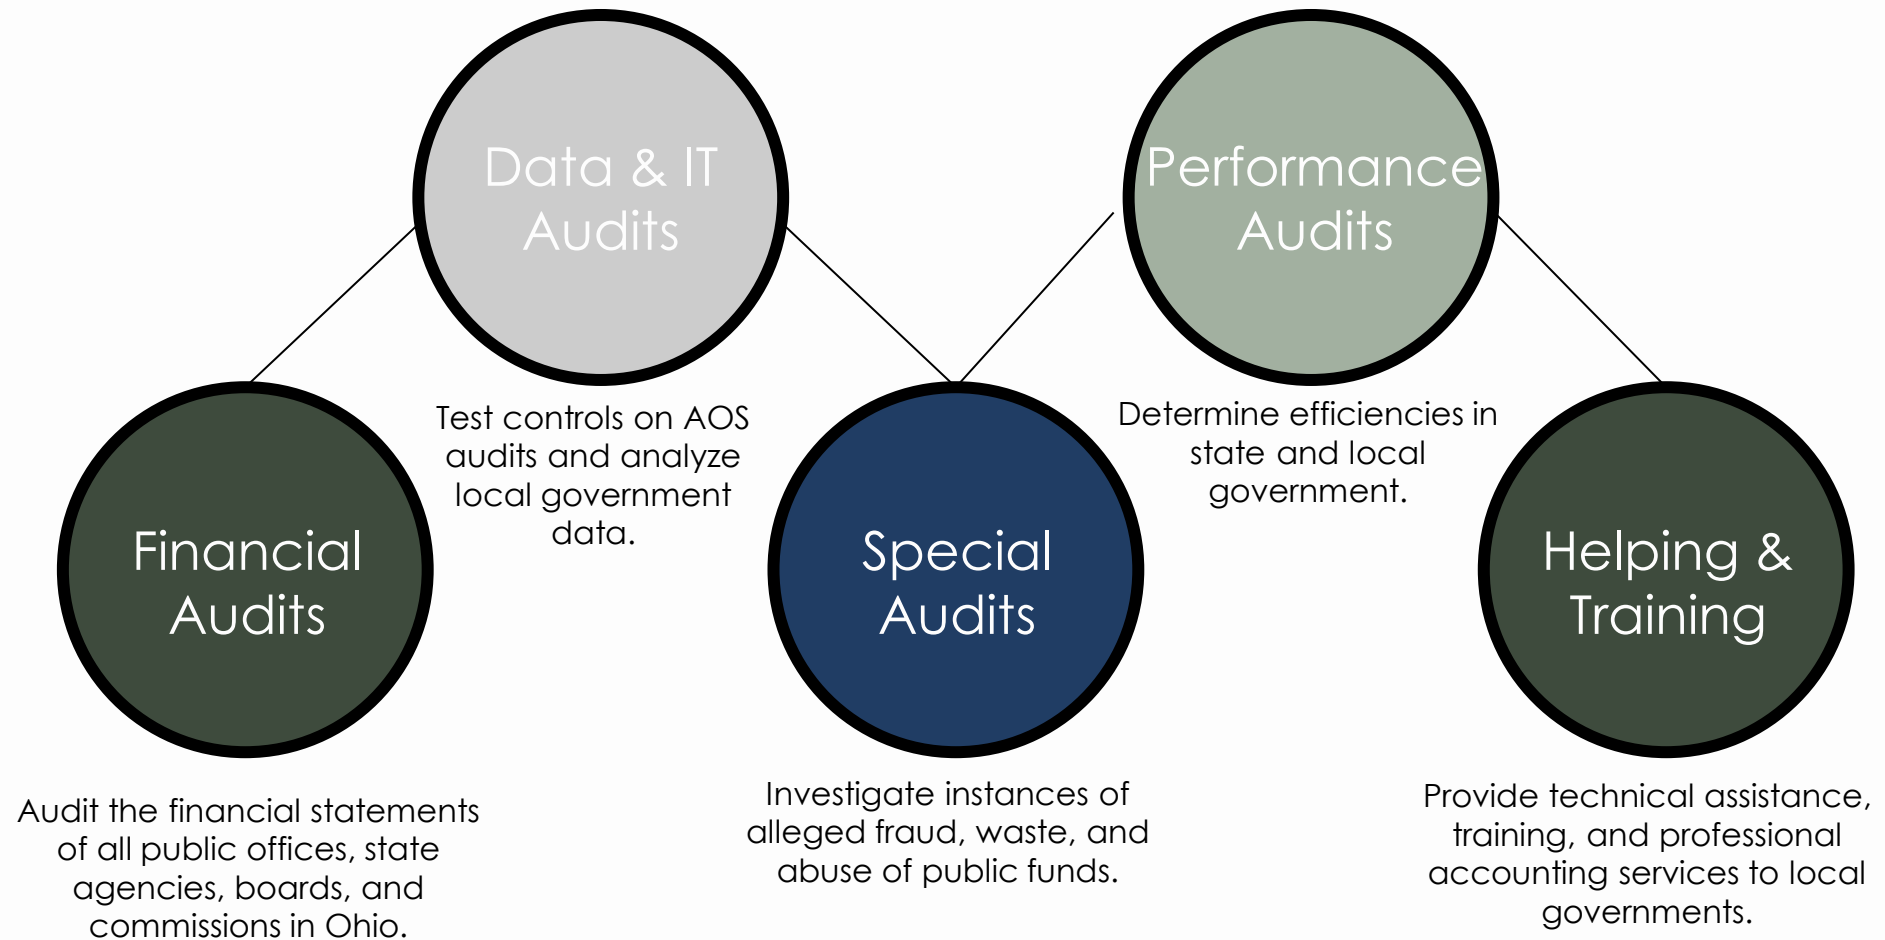 Data & IT
Audits
Performance
Audits
Test controls on AOS
audits and analyze
local government
data.
Determine efficiencies in
state and local
government.
Financial
Audits
Special
Audits
Helping &
Training
Audit the financial statements
of all public offices, state
agencies, boards, and
commissions in Ohio.
Investigate instances of
alleged fraud, waste, and
abuse of public funds.
Provide technical assistance,
training, and professional
accounting services to local
governments.